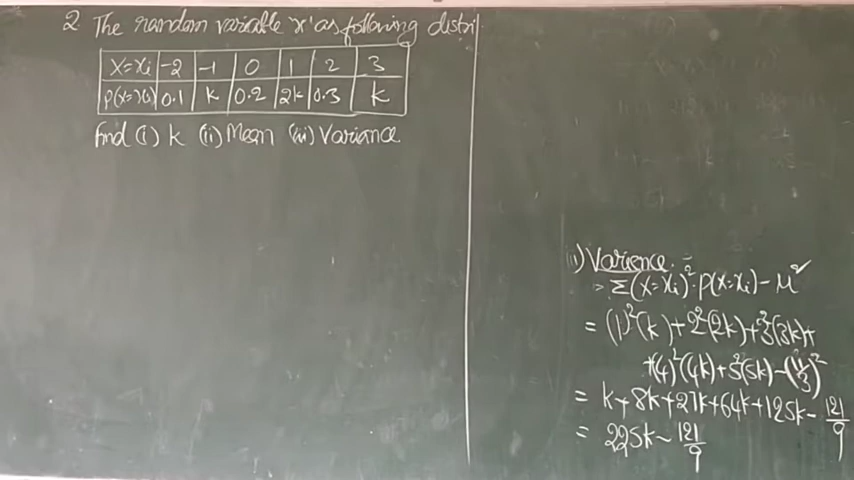 2. The random variable 'x' as following distri
X=xi -2 -1 0 1 2 3
P(X=xi) 0.1 k 0.2 2k 0.3 k
find (i) k (ii) Mean (iii) Variance
ii) Varience.
Σ(X=xi)²·P(X=xi) - μ²
= (1)²(k)+2²(2k)+3²(3k)+
+(4)²(4k)+5²(5k)-(11/3)²
= k+8k+27k+64k+125k-121/9
= 225k-121/9